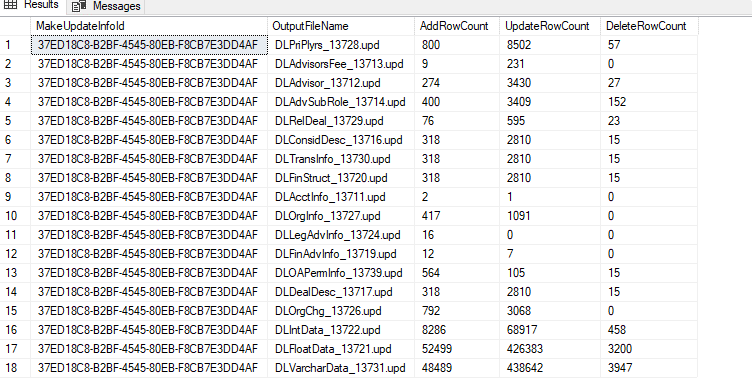 Results Messages
MakeUpdateInfoId OutputFileName AddRowCount UpdateRowCount DeleteRowCount
1 37ED18C8-B2BF-4545-80EB-F8CB7E3DD4AF DLPriPlyrs_13728.upd 800 8502 57
2 37ED18C8-B2BF-4545-80EB-F8CB7E3DD4AF DLAdvisorsFee_13713.upd 9 231 0
3 37ED18C8-B2BF-4545-80EB-F8CB7E3DD4AF DLAdvisor_13712.upd 274 3430 27
4 37ED18C8-B2BF-4545-80EB-F8CB7E3DD4AF DLAdvSubRole_13714.upd 400 3409 152
5 37ED18C8-B2BF-4545-80EB-F8CB7E3DD4AF DLRelDeal_13729.upd 76 595 23
6 37ED18C8-B2BF-4545-80EB-F8CB7E3DD4AF DLConsidDesc_13716.upd 318 2810 15
7 37ED18C8-B2BF-4545-80EB-F8CB7E3DD4AF DLTransInfo_13730.upd 318 2810 15
8 37ED18C8-B2BF-4545-80EB-F8CB7E3DD4AF DLFinStruct_13720.upd 318 2810 15
9 37ED18C8-B2BF-4545-80EB-F8CB7E3DD4AF DLAcctInfo_13711.upd 2 1 0
10 37ED18C8-B2BF-4545-80EB-F8CB7E3DD4AF DLOrgInfo_13727.upd 417 1091 0
11 37ED18C8-B2BF-4545-80EB-F8CB7E3DD4AF DLLegAdvInfo_13724.upd 16 0 0
12 37ED18C8-B2BF-4545-80EB-F8CB7E3DD4AF DLFinAdvInfo_13719.upd 12 7 0
13 37ED18C8-B2BF-4545-80EB-F8CB7E3DD4AF DLOAPermInfo_13739.upd 564 105 15
14 37ED18C8-B2BF-4545-80EB-F8CB7E3DD4AF DLDealDesc_13717.upd 318 2810 15
15 37ED18C8-B2BF-4545-80EB-F8CB7E3DD4AF DLOrgChg_13726.upd 792 3068 0
16 37ED18C8-B2BF-4545-80EB-F8CB7E3DD4AF DLIntData_13722.upd 8286 68917 458
17 37ED18C8-B2BF-4545-80EB-F8CB7E3DD4AF DLFloatData_13721.upd 52499 426383 3200
18 37ED18C8-B2BF-4545-80EB-F8CB7E3DD4AF DLVarcharData_13731.upd 48489 438642 3947